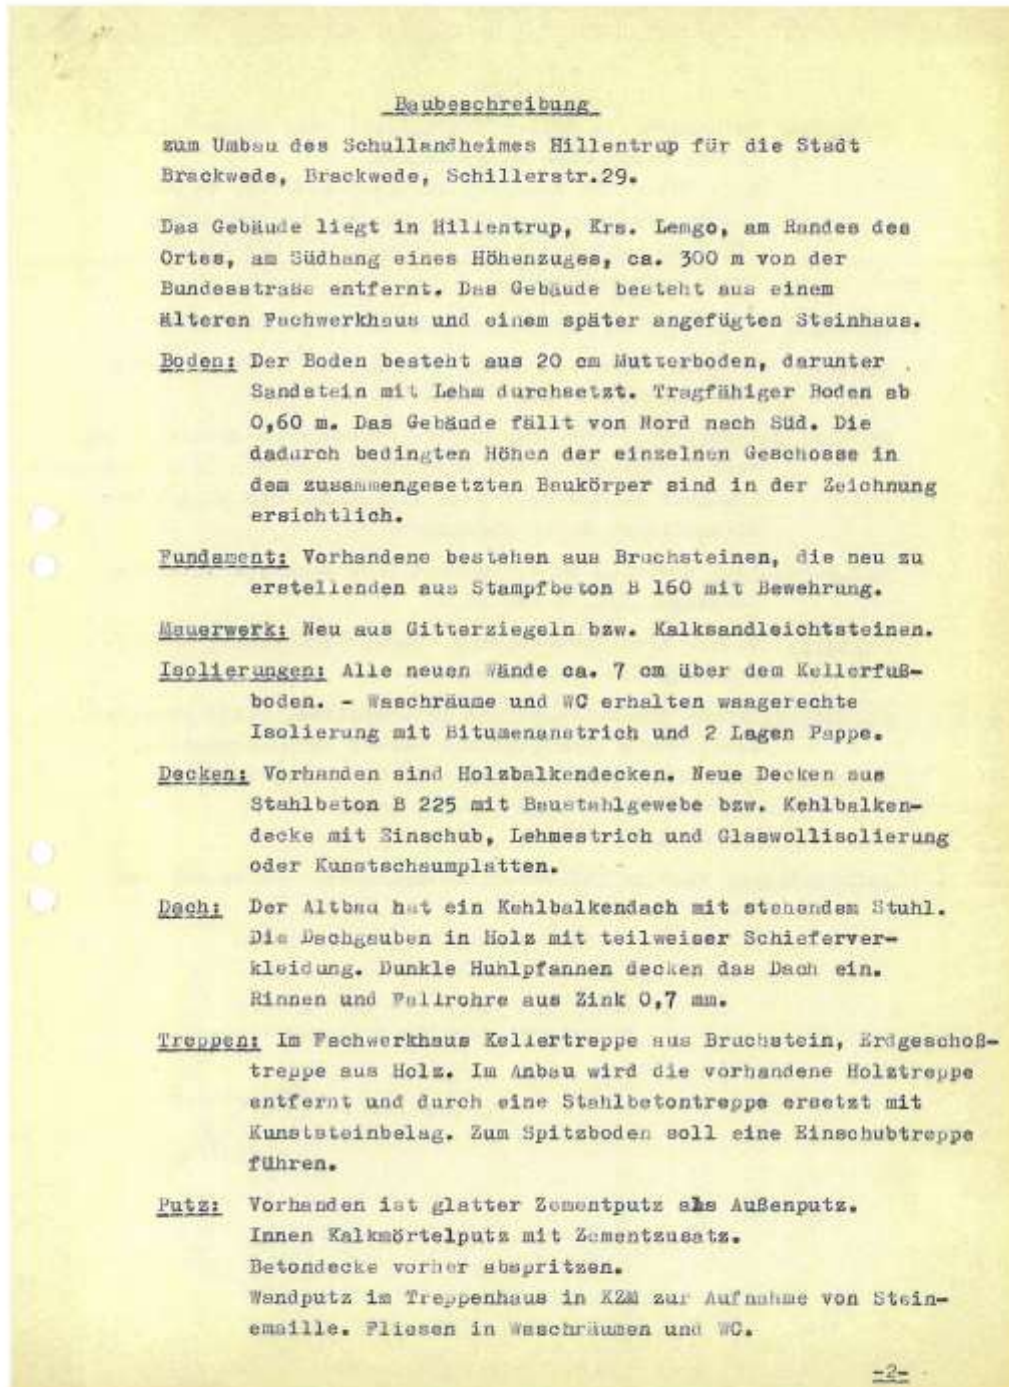 Baubeschreibung
zum Umbau des Schullandheimes Hillentrup für die Stadt
Brackwede, Brackwede, Schillerstr.29.
Das Gebäude liegt in Hillentrup, Krs. Lemgo, am Randes des
Ortes, am Südhang eines Höhenzuges, ca. 300 m von der
Bundesstraße entfernt. Das Gebäude besteht aus einem
älteren Fachwerkhaus und einem später angefügten Steinhaus.
Boden: Der Boden besteht aus 20 cm Mutterboden, darunter
Sandstein mit Lehm durchsetzt. Tragfähiger Boden ab
0,60 m. Das Gebäude fällt von Nord nach Süd. Die
dadurch bedingten Höhen der einzelnen Geschosse in
dem zusammengesetzten Baukörper sind in der Zeichnung
ersichtlich.
Fundament: Vorhandene bestehen aus Bruchsteinen, die neu zu
erstellenden aus Stampfbeton B 160 mit Bewehrung.
Mauerwerk: Neu aus Gitterziegeln bzw. Kalksandleichtsteinen.
Isolierungen: Alle neuen Wände ca. 7 cm über dem Kellerfuß-
boden. - Waschräume und WC erhalten waagerechte
Isolierung mit Bitumenanstrich und 2 Lagen Pappe.
Decken: Vorhanden sind Holzbalkendecken. Neue Decken aus
Stahlbeton B 225 mit Baustahlgewebe bzw. Kehlbalken-
decke mit Einschub, Lehmestrich und Glaswollisolierung
oder Kunstschaumplatten.
Dach: Der Altbau hat ein Kehlbalkendach mit stehendem Stuhl.
Die Dachgauben in Holz mit teilweiser Schieferver-
kleidung. Dunkle Huhlpfannen decken das Dach ein.
Rinnen und Fallrohre aus Zink 0,7 mm.
Treppen: Im Fachwerkhaus Kellertreppe aus Bruchstein, Erdgeschoß-
treppe aus Holz. Im Anbau wird die vorhandene Holztreppe
entfernt und durch eine Stahlbetontreppe ersetzt mit
Kunststeinbelag. Zum Spitzboden soll eine Einschubtreppe
führen.
Putz: Vorhanden ist glatter Zementputz als Außenputz.
Innen Kalkmörtelputz mit Zementzusatz.
Betondecke vorher abspritzen.
Wandputz im Treppenhaus in KZM zur Aufnahme von Stein-
emaille. Fliesen in Waschräumen und WC.
-2-